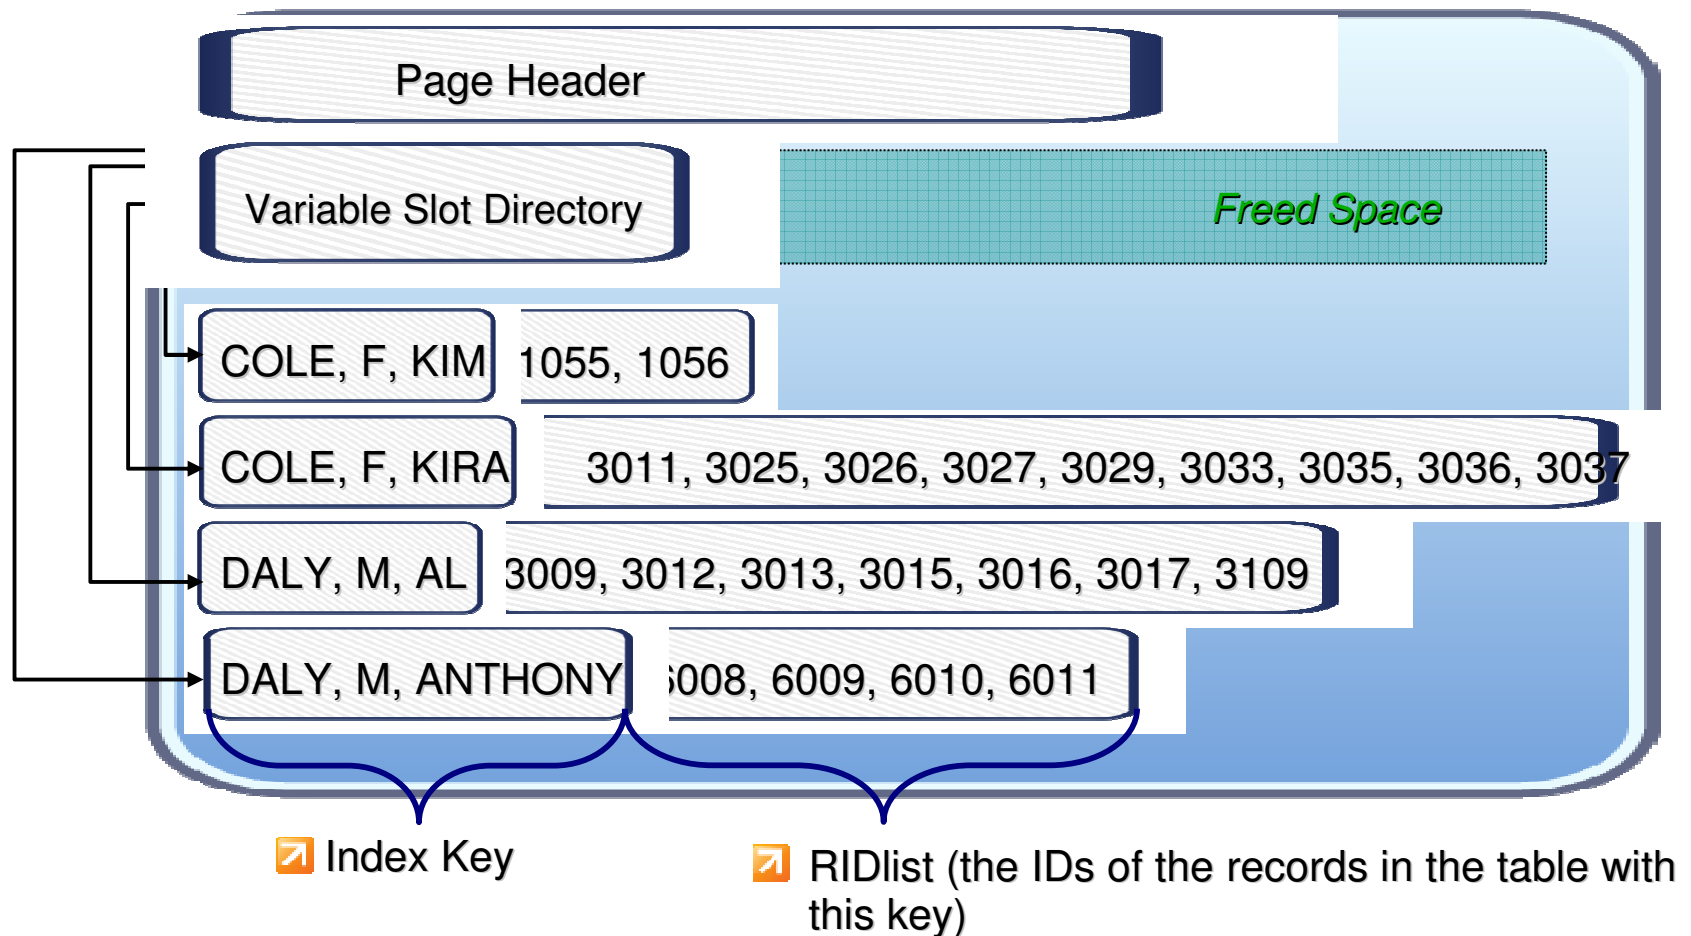 Page Header
Variable Slot Directory
Freed Space
COLE, F, KIM 1055, 1056
COLE, F, KIRA 3011, 3025, 3026, 3027, 3029, 3033, 3035, 3036, 3037
DALY, M, AL 3009, 3012, 3013, 3015, 3016, 3017, 3109
DALY, M, ANTHONY 6008, 6009, 6010, 6011
Index Key
RIDlist (the IDs of the records in the table with
this key)